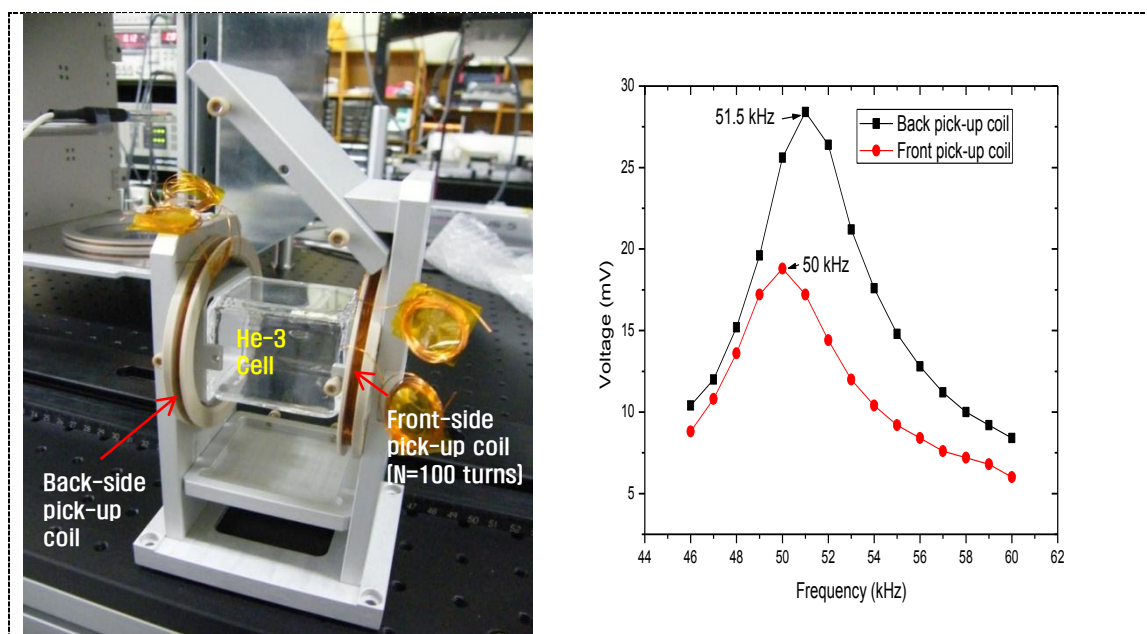 He-3
Cell
Front-side
pick-up coil
(N=100 turns)
Back-side
pick-up
coil
51.5 kHz
Back pick-up coil
Front pick-up coil
50 kHz
30
25
20
15
10
5
Voltage (mV)
44 46 48 50 52 54 56 58 60 62
Frequency (kHz)